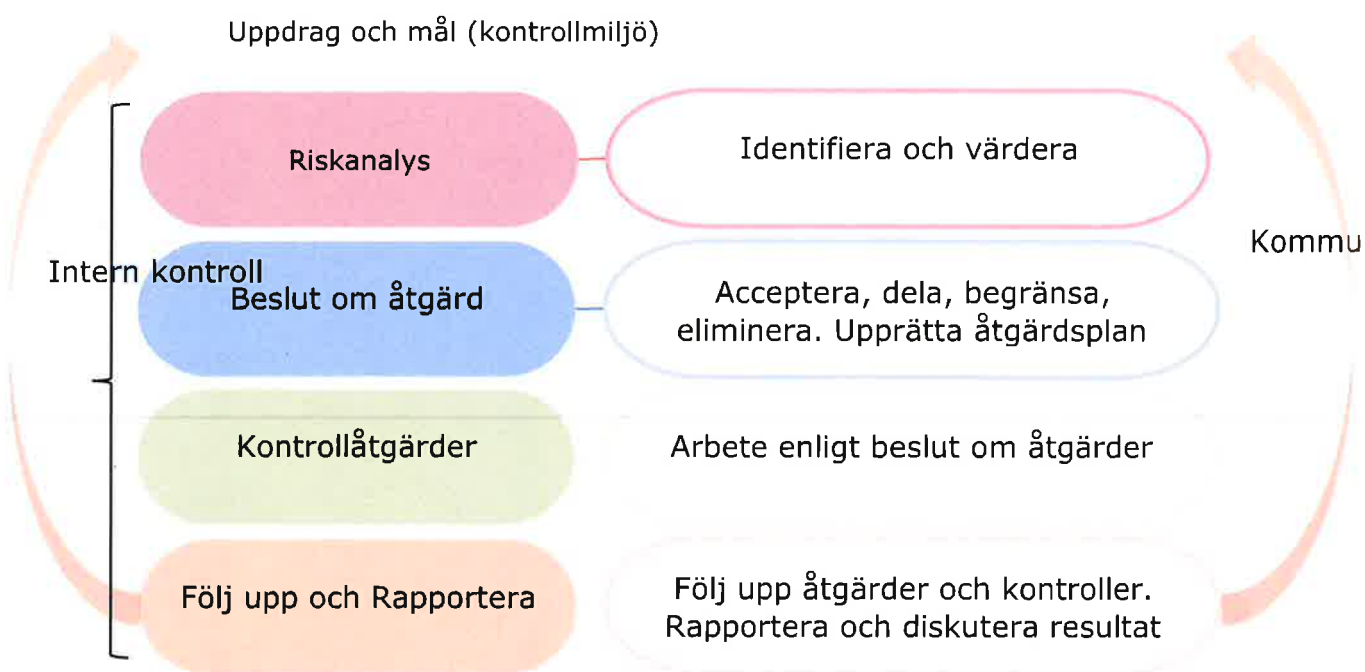 Uppdrag och mål (kontrollmiljö)
Riskanalys
Identifiera och värdera
Intern kontroll
Kommu
Beslut om åtgärd
Acceptera, dela, begränsa,
eliminera. Upprätta åtgärdsplan
Kontrollåtgärder
Arbete enligt beslut om åtgärder
Följ upp och Rapportera
Följ upp åtgärder och kontroller.
Rapportera och diskutera resultat